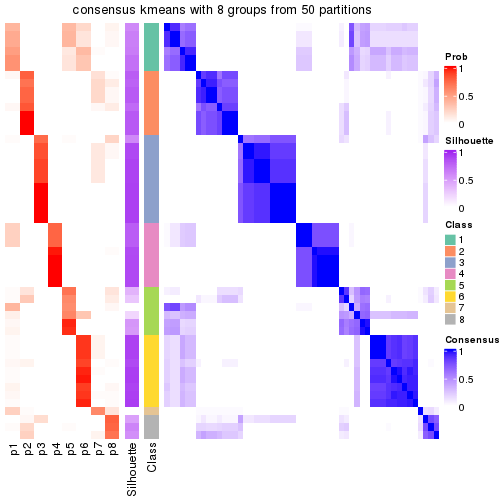 consensus kmeans with 8 groups from 50 partitions
Prob
1
0.5
0
Silhouette
1
0.5
0
Class
1
2
3
4
5
6
7
8
Consensus
1
0.5
0
p1
p2
p3
p4
p5
p6
p7
p8
Silhouette
Class